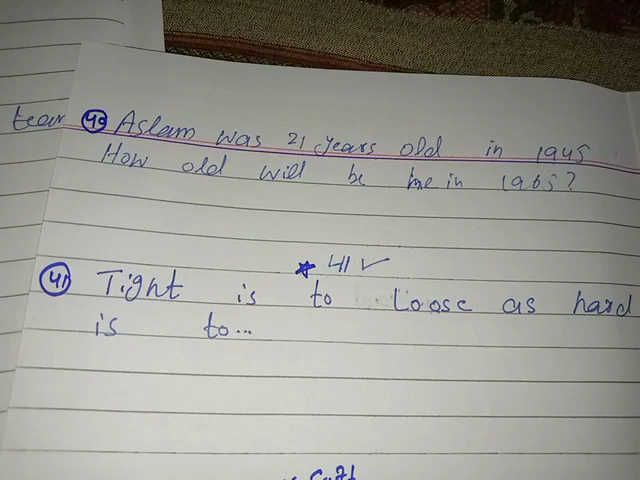 tear
40 Aslam was 21 years old in 1945
How old will be he in 1965?
* 41 ✓
41 Tight is to Loose as hard
is to...